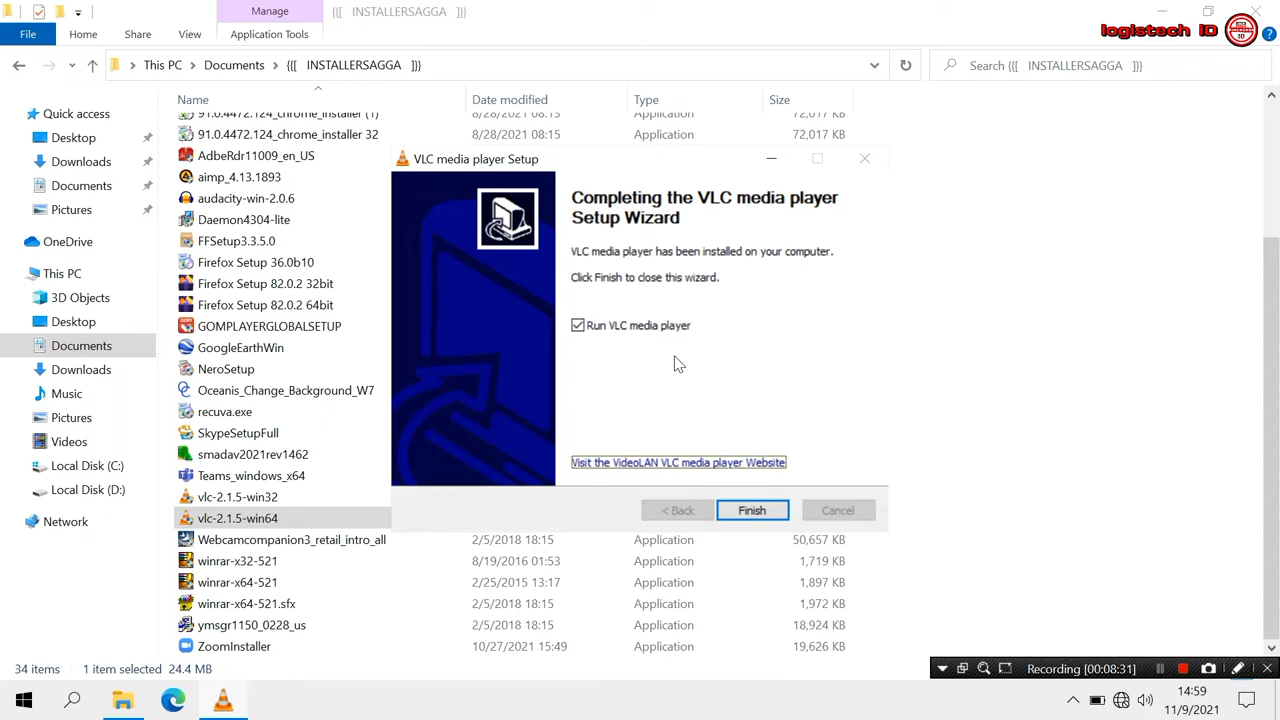 Manage
{{{ INSTALLERSAGGA }}}
File
Home
Share
View
Application Tools
logistech ID
This PC
Documents
{{{ INSTALLERSAGGA }}}
Search {{{ INSTALLERSAGGA }}}
Name
Date modified
Type
Size
Quick access
Desktop
Downloads
Documents
Pictures
OneDrive
This PC
3D Objects
Desktop
Documents
Downloads
Music
Pictures
Videos
Local Disk (C:)
Local Disk (D:)
Network
91.0.4472.124_chrome_installer (1) 8/28/2021 08:15 Application 72,017 KB
91.0.4472.124_chrome_installer 32 8/28/2021 08:15 Application 72,017 KB
AdbeRdr11009_en_US
aimp_4.13.1893
audacity-win-2.0.6
Daemon4304-lite
FFSetup3.3.5.0
Firefox Setup 36.0b10
Firefox Setup 82.0.2 32bit
Firefox Setup 82.0.2 64bit
GOMPLAYERGLOBALSETUP
GoogleEarthWin
NeroSetup
Oceanis_Change_Background_W7
recuva.exe
SkypeSetupFull
smadav2021rev1462
Teams_windows_x64
vlc-2.1.5-win32
vlc-2.1.5-win64
Webcamcompanion3_retail_intro_all 2/5/2018 18:15 Application 50,657 KB
winrar-x32-521 8/19/2016 01:53 Application 1,719 KB
winrar-x64-521 2/25/2015 13:17 Application 1,897 KB
winrar-x64-521.sfx 2/5/2018 18:15 Application 1,972 KB
ymsgr1150_0228_us 2/5/2018 18:15 Application 18,924 KB
ZoomInstaller 10/27/2021 15:49 Application 19,626 KB
VLC media player Setup
Completing the VLC media player
Setup Wizard
VLC media player has been installed on your computer.
Click Finish to close this wizard.
Run VLC media player
Visit the VideoLAN VLC media player Website
< Back
Finish
Cancel
34 items
1 item selected 24.4 MB
Recording [00:08:31]
14:59
11/9/2021